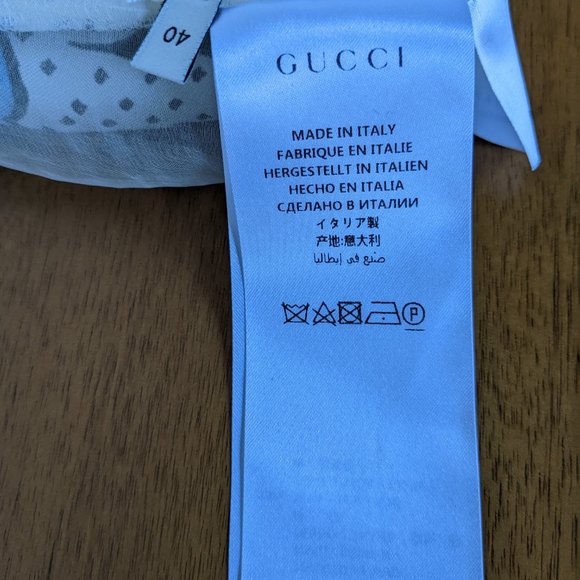 40
GUCCI
MADE IN ITALY
FABRIQUE EN ITALIE
HERGESTELLT IN ITALIEN
HECHO EN ITALIA
СДЕЛАНО В ИТАЛИИ
イタリア製
产地:意大利
صنع في إيطاليا
P